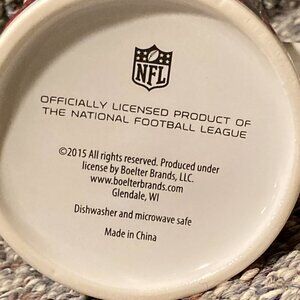 NFL
OFFICIALLY LICENSED PRODUCT OF
THE NATIONAL FOOTBALL LEAGUE
©2015 All rights reserved. Produced under
license by Boelter Brands, LLC.
www.boelterbrands.com
Glendale, WI
Dishwasher and microwave safe
Made in China